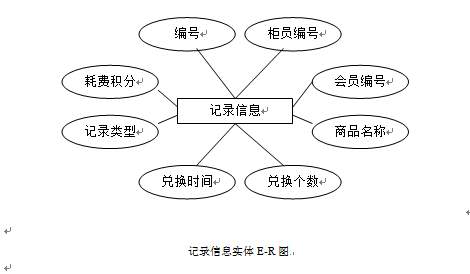 编号
柜员编号
耗费积分
会员编号
记录信息
记录类型
商品名称
兑换时间
兑换个数
记录信息实体 E-R 图.